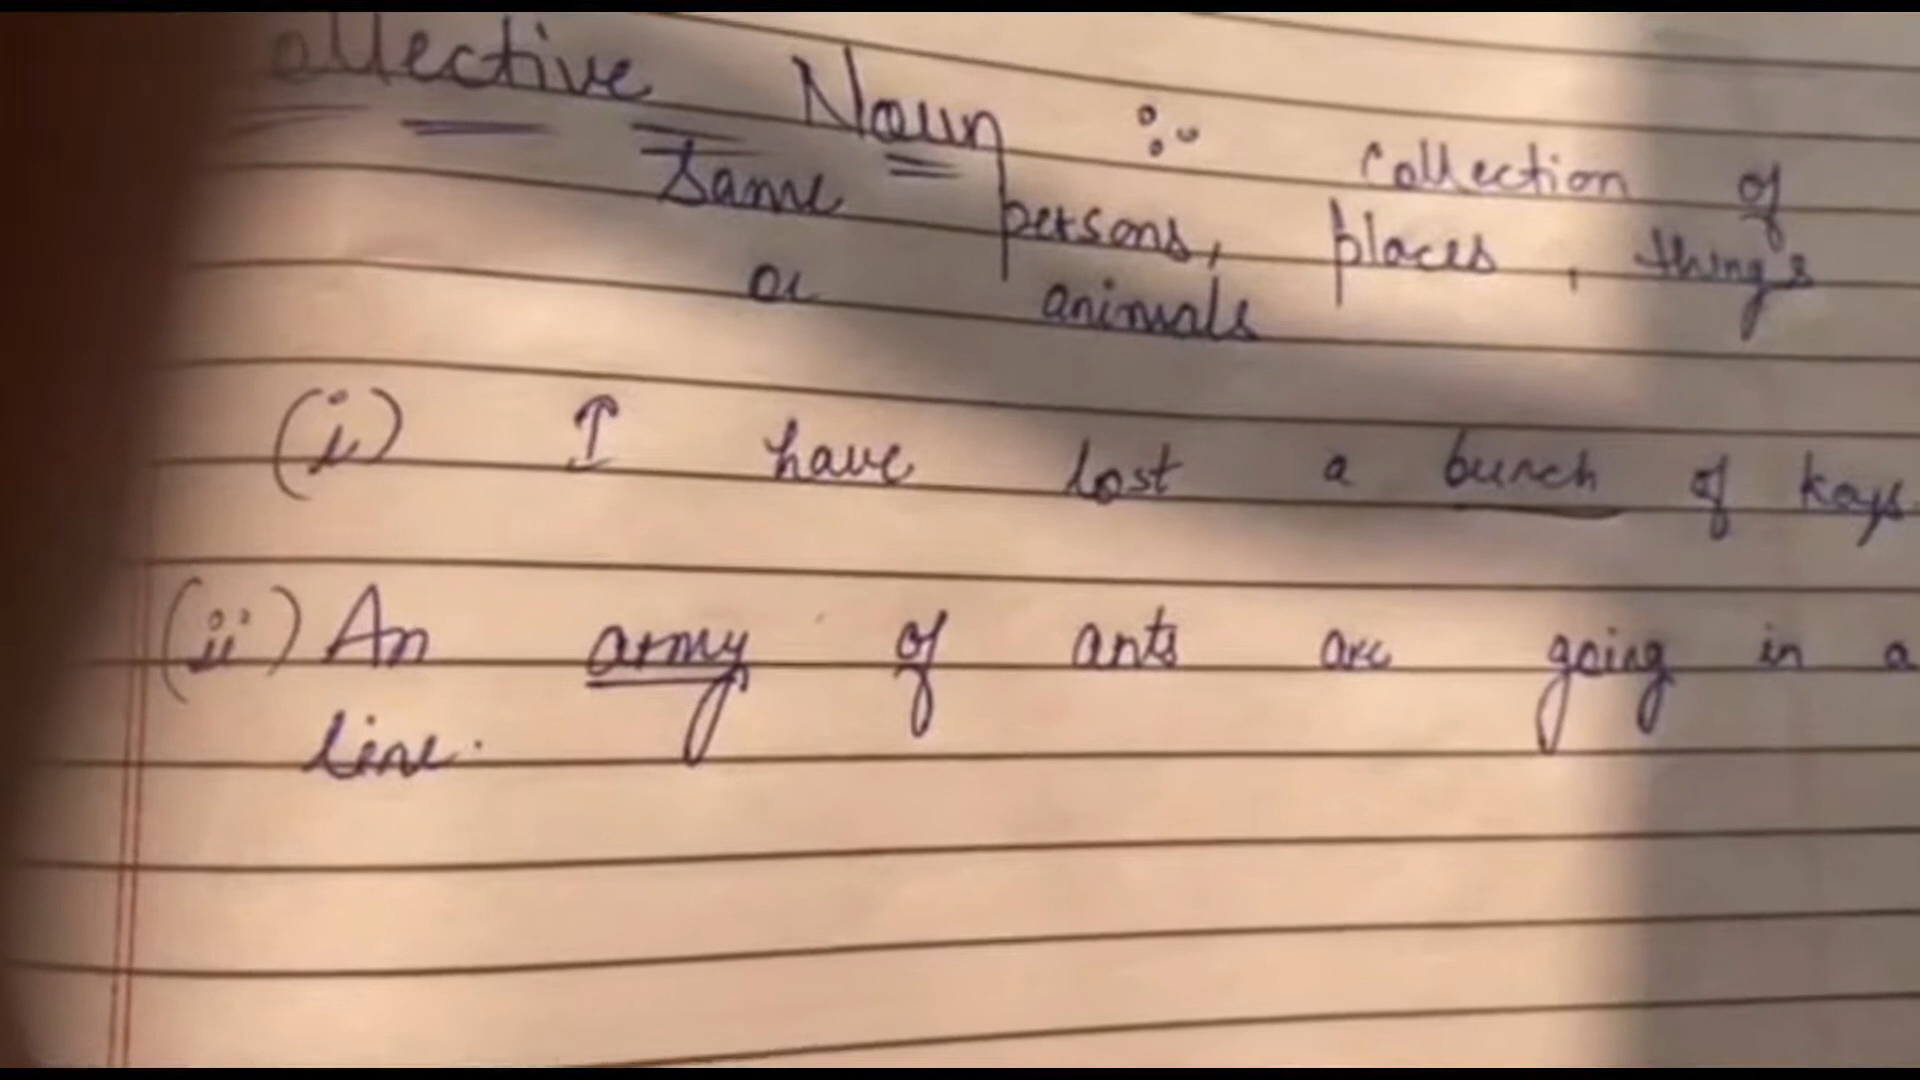 ollective Noun : collection of
same persons, places, things
or animals
(i) I have lost a bunch of keys.
(ii) An army of ants are going in a
line.